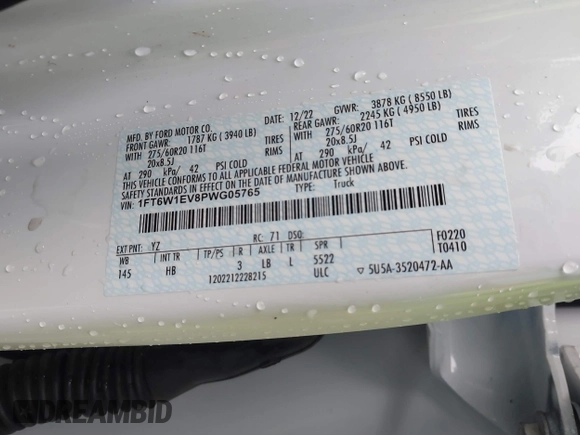 MFD. BY FORD MOTOR CO.
DATE: 12/22 GVWR: 3878 KG ( 8550 LB)
FRONT GAWR: 1787 KG ( 3940 LB)
REAR GAWR: 2245 KG ( 4950 LB)
WITH 275/60R20 116T TIRES
WITH 275/60R20 116T TIRES
20x8.5J RIMS
20x8.5J RIMS
AT 290 kPa/ 42 PSI COLD
AT 290 kPa/ 42 PSI COLD
THIS VEHICLE CONFORMS TO ALL APPLICABLE FEDERAL MOTOR VEHICLE
SAFETY STANDARDS IN EFFECT ON THE DATE OF MANUFACTURE SHOWN ABOVE.
VIN: 1FT6W1EV8PWG05765
TYPE: Truck
EXT PNT: YZ RC: 71 DSO:
F0220
T0410
WB INT TR TP/PS R AXLE TR SPR
145 HB 3 LB L 5522
ULC
1202212228215
▽ 5U5A-3520472-AA
DREAMBID